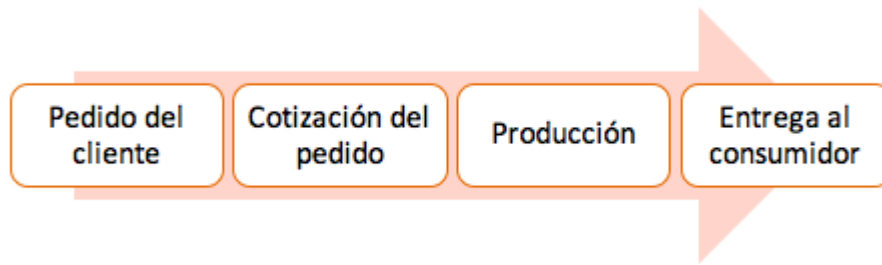 Pedido del
cliente
Cotización del
pedido
Producción
Entrega al
consumidor